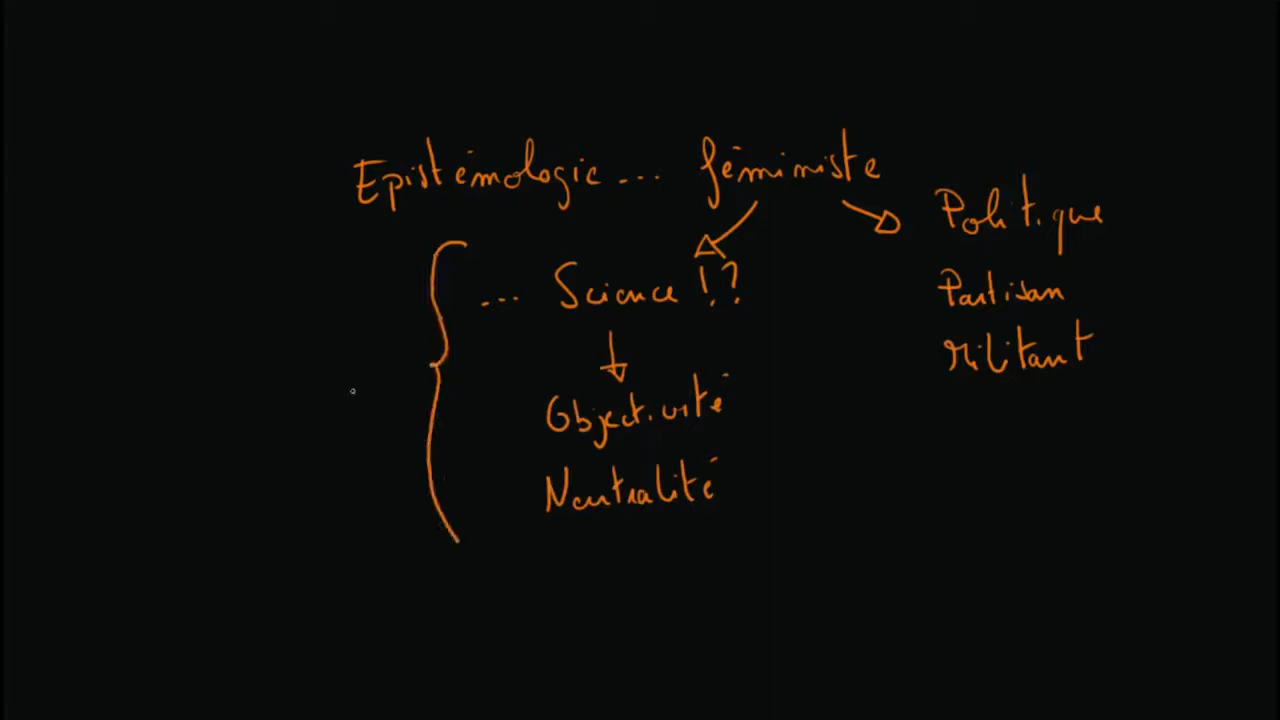 Epistémologie... féministe
Politique
... Science !?
Partisan
Militant
Objectivité
Neutralité